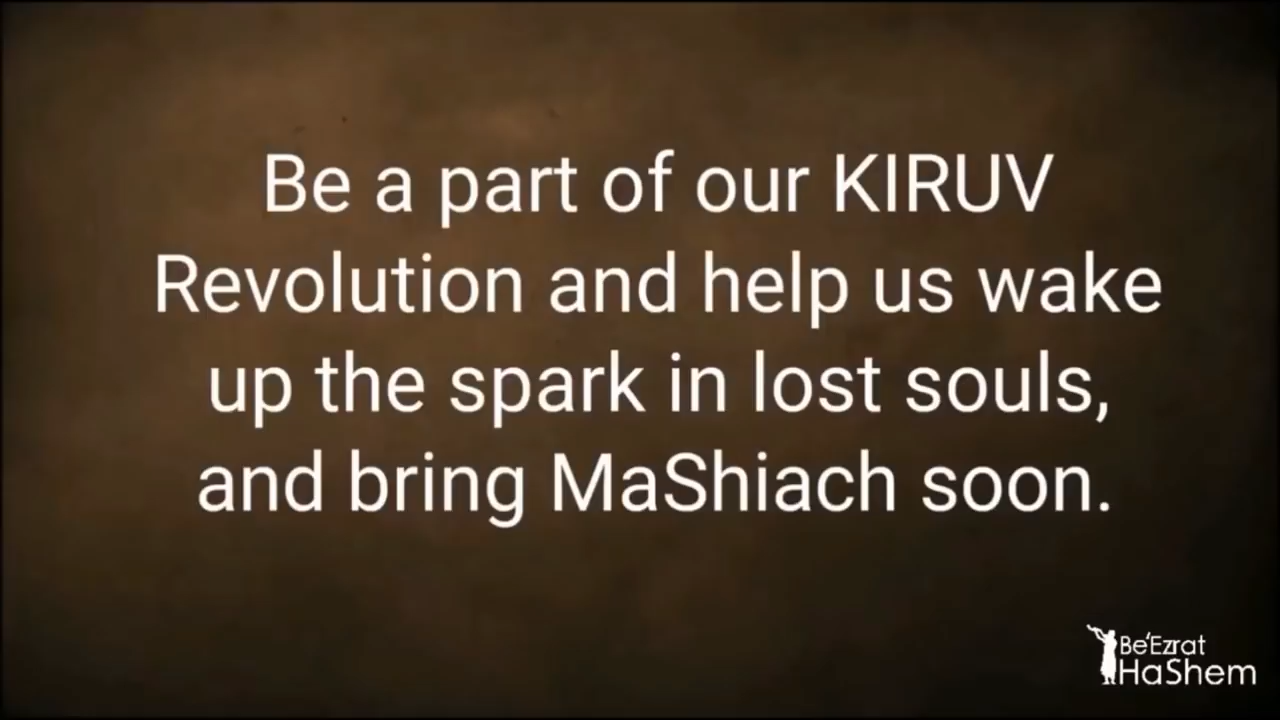 Be a part of our KIRUV
Revolution and help us wake
up the spark in lost souls,
and bring MaShiach soon.
Be'Ezrat
HaShem